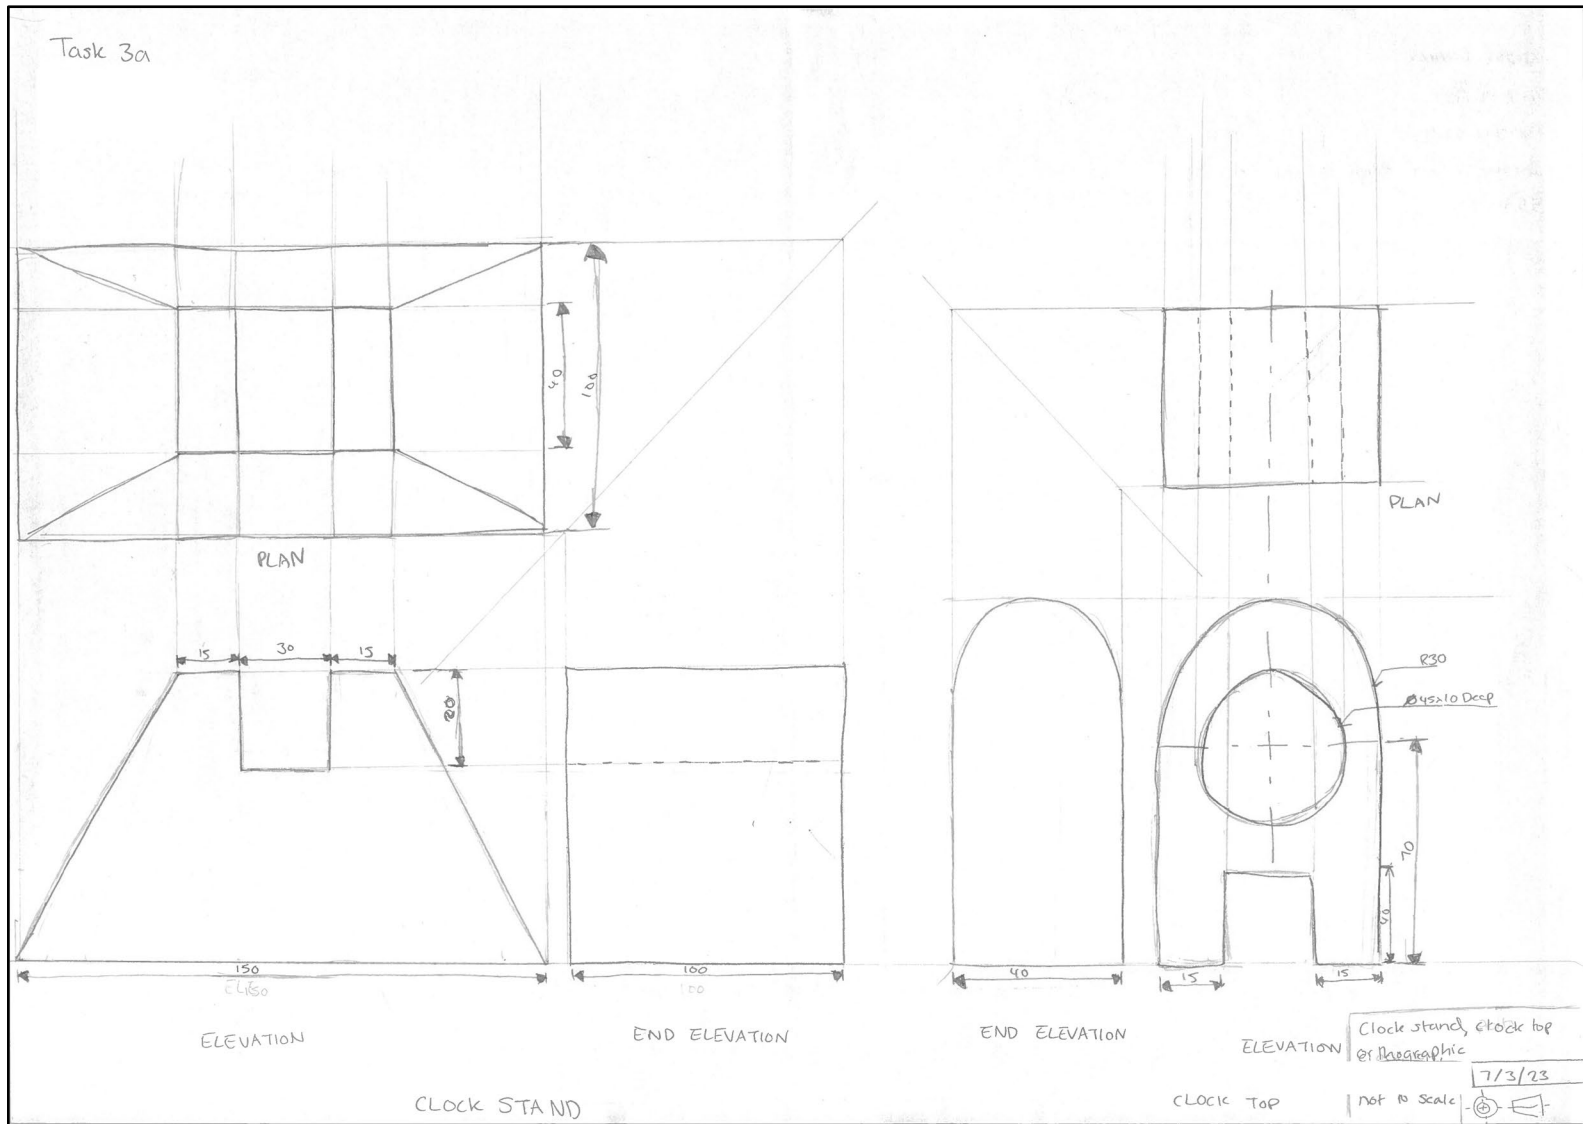 Task 3a
40
100
PLAN
PLAN
15 30 15
R30
Ø45x10 Deep
70
40
150
100
40
15
15
ELEVATION
END ELEVATION
END ELEVATION
ELEVATION
Clock stand, clock top
orthographic
7/3/23
not to scale
CLOCK STAND
CLOCK TOP